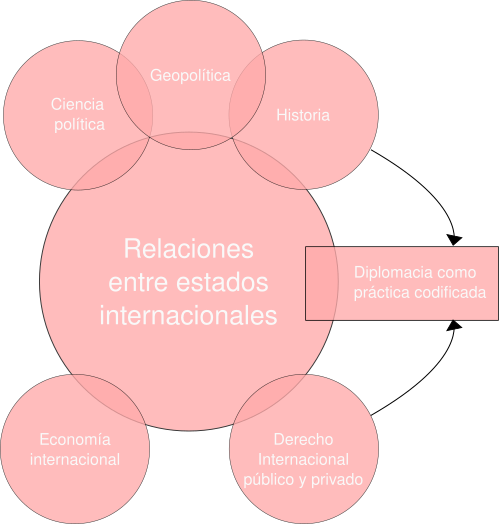 Geopolítica
Ciencia
política
Historia
Relaciones
entre estados
internacionales
Diplomacia como
práctica codificada
Economía
internacional
Derecho
Internacional
público y privado